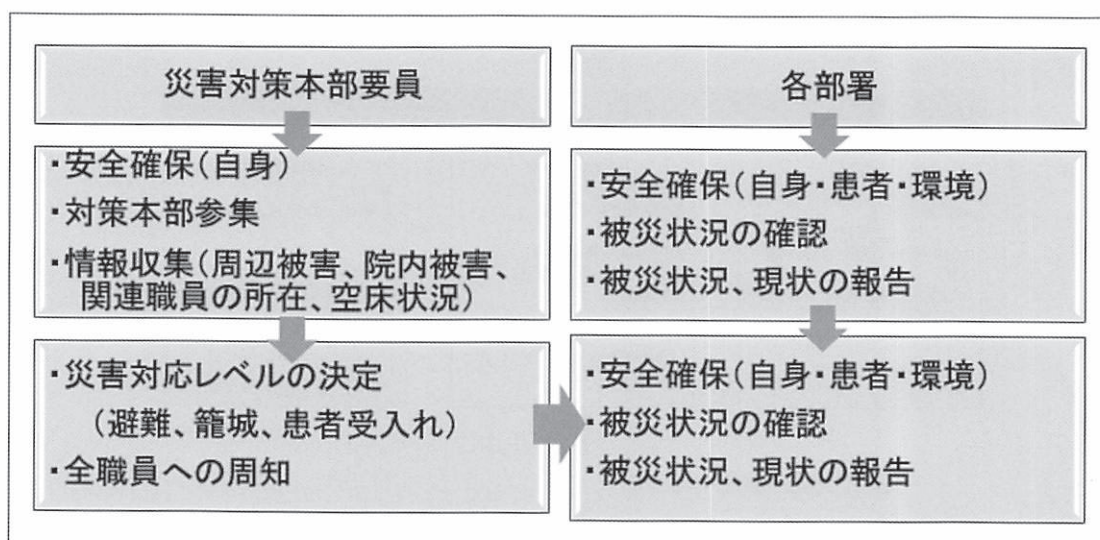 災害対策本部要員
・安全確保(自身)
・対策本部参集
・情報収集(周辺被害、院内被害、
関連職員の所在、空床状況)
・災害対応レベルの決定
(避難、籠城、患者受入れ)
・全職員への周知
各部署
・安全確保(自身・患者・環境)
・被災状況の確認
・被災状況、現状の報告
・安全確保(自身・患者・環境)
・被災状況の確認
・被災状況、現状の報告